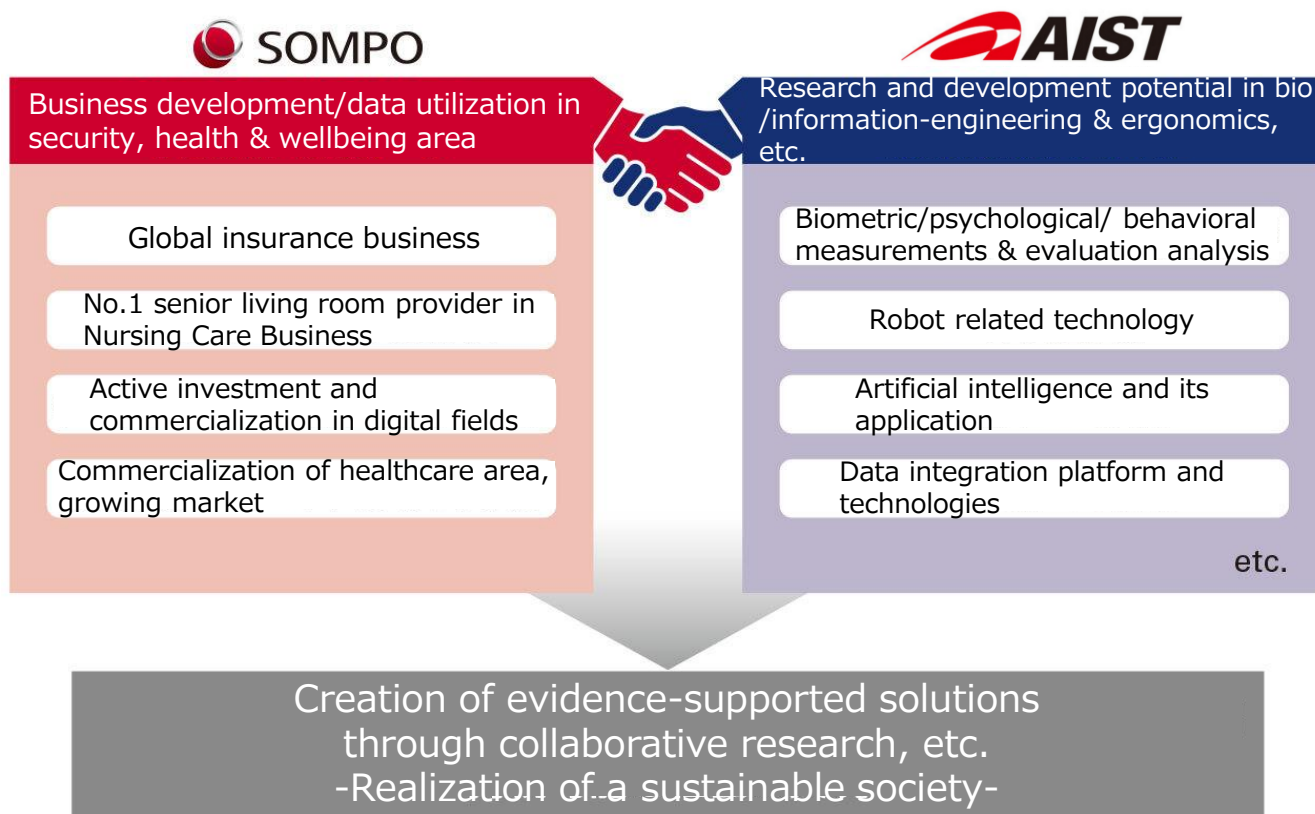 SOMPO
AIST
Business development/data utilization in
security, health & wellbeing area
Research and development potential in bio
/information-engineering & ergonomics,
etc.
Global insurance business
No.1 senior living room provider in
Nursing Care Business
Active investment and
commercialization in digital fields
Commercialization of healthcare area,
growing market
Biometric/psychological/ behavioral
measurements & evaluation analysis
Robot related technology
Artificial intelligence and its
application
Data integration platform and
technologies
etc.
Creation of evidence-supported solutions
through collaborative research, etc.
-Realization of a sustainable society-